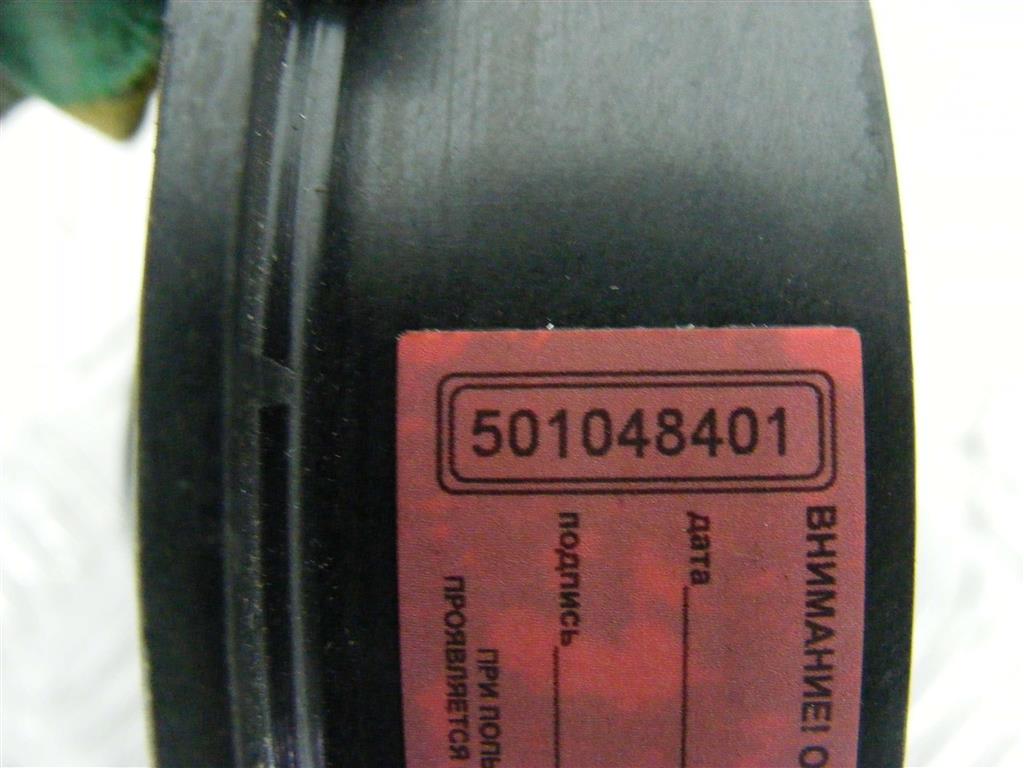 501048401
ВНИМАНИЕ!
дата
подпись
ПРИ
ПРОЯВЛЯЕТСЯ